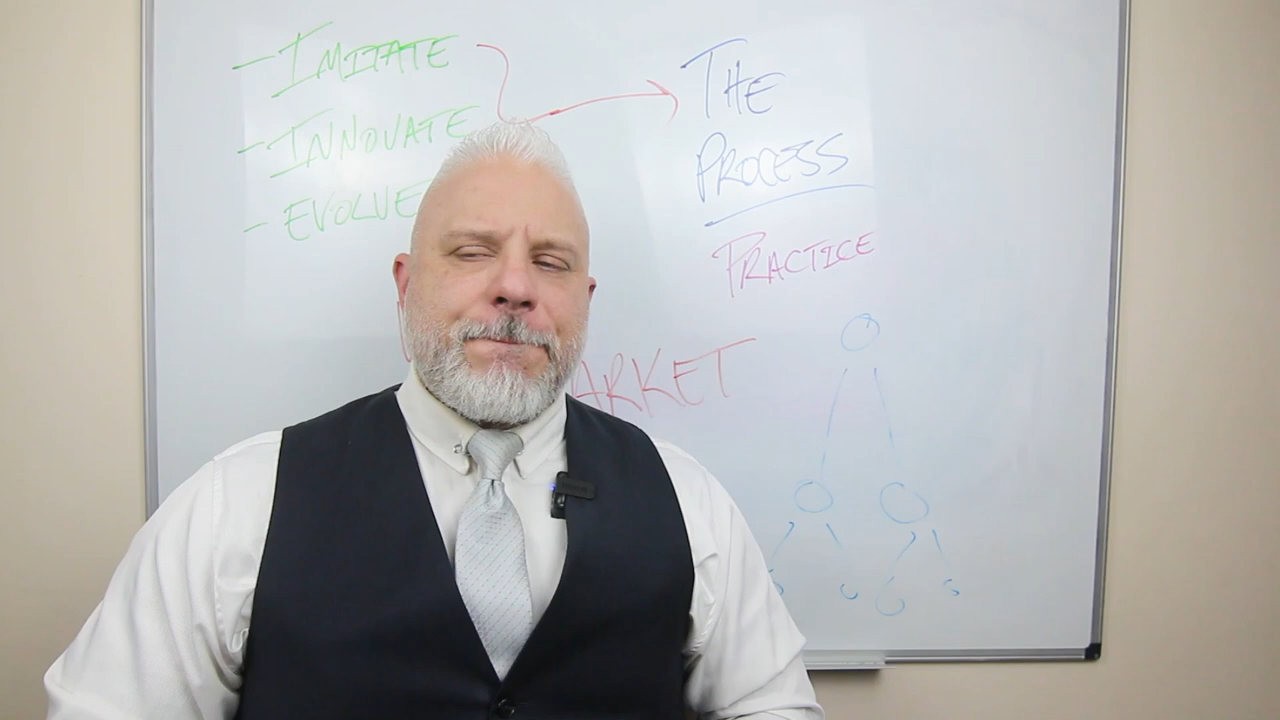 - IMITATE
- INNOVATE
- EVOLVE
THE
PROCESS
PRACTICE
ARKET